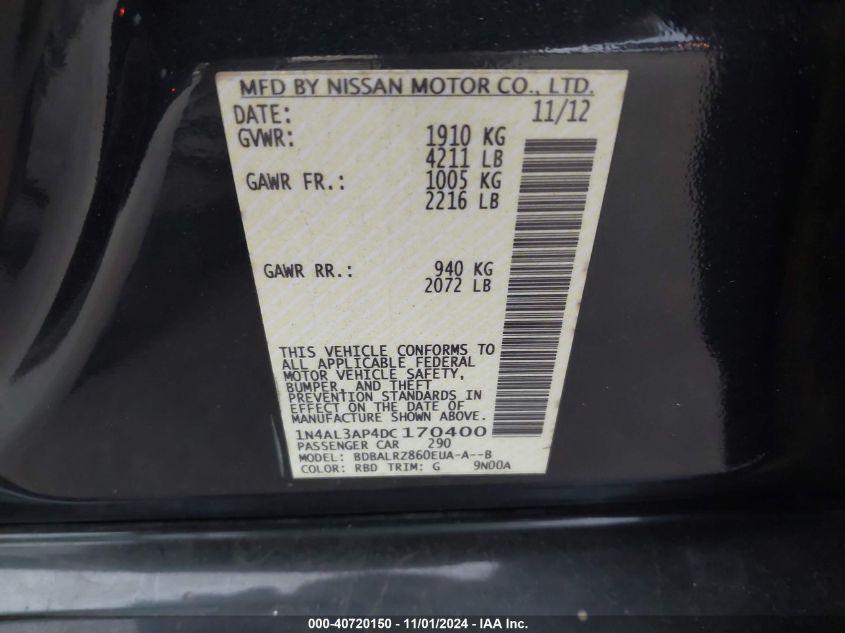 MFD BY NISSAN MOTOR CO., LTD.
DATE: 11/12
GVWR: 1910 KG
4211 LB
GAWR FR.: 1005 KG
2216 LB
GAWR RR.: 940 KG
2072 LB
THIS VEHICLE CONFORMS TO
ALL APPLICABLE FEDERAL
MOTOR VEHICLE SAFETY,
BUMPER, AND THEFT
PREVENTION STANDARDS IN
EFFECT ON THE DATE OF
MANUFACTURE SHOWN ABOVE.
1N4AL3AP4DC170400
PASSENGER CAR 290
MODEL: BDBALRZ860EUA-A--B
COLOR: RBD TRIM: G 9N00A
000-40720150 - 11/01/2024 - © IAA, Inc.